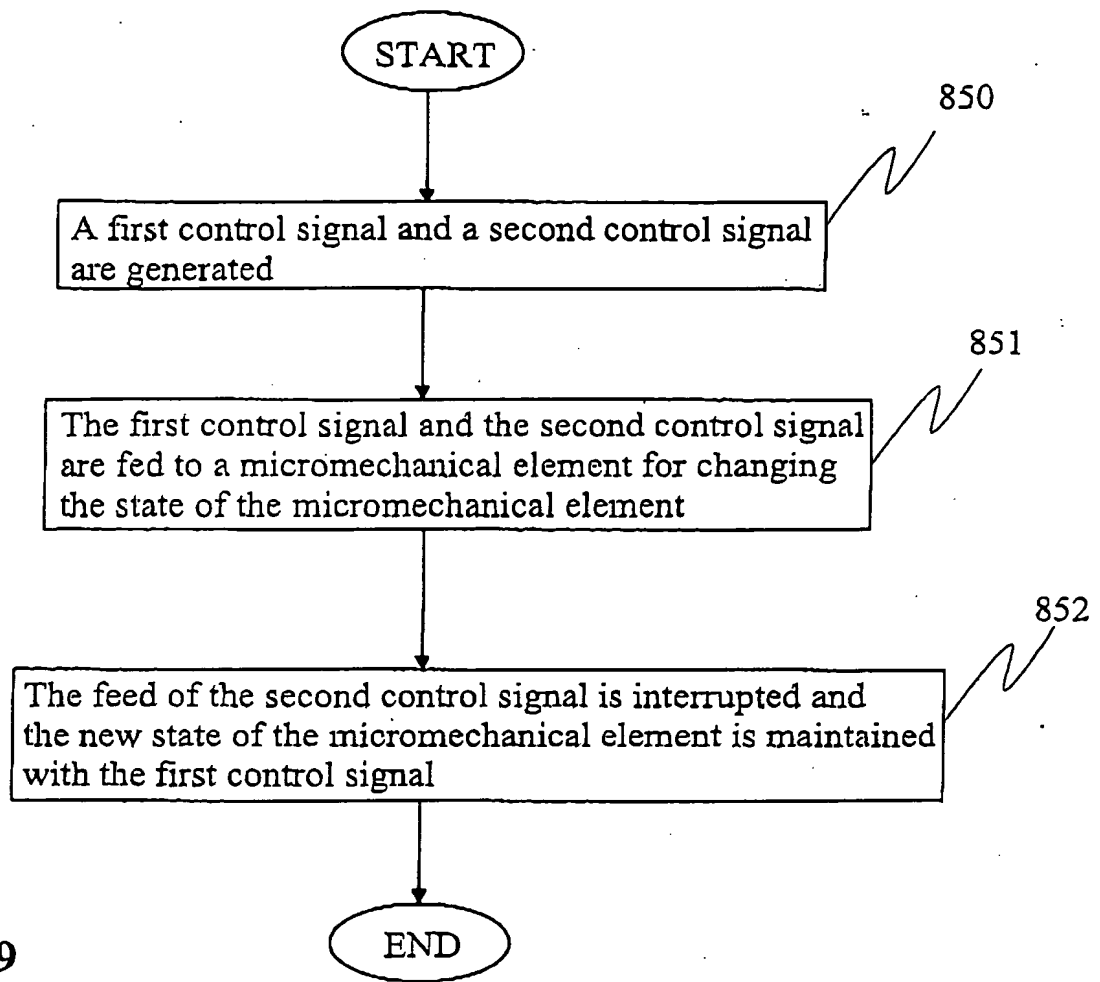 START
850
A first control signal and a second control signal
are generated
851
The first control signal and the second control signal
are fed to a micromechanical element for changing
the state of the micromechanical element
852
The feed of the second control signal is interrupted and
the new state of the micromechanical element is maintained
with the first control signal
END
9